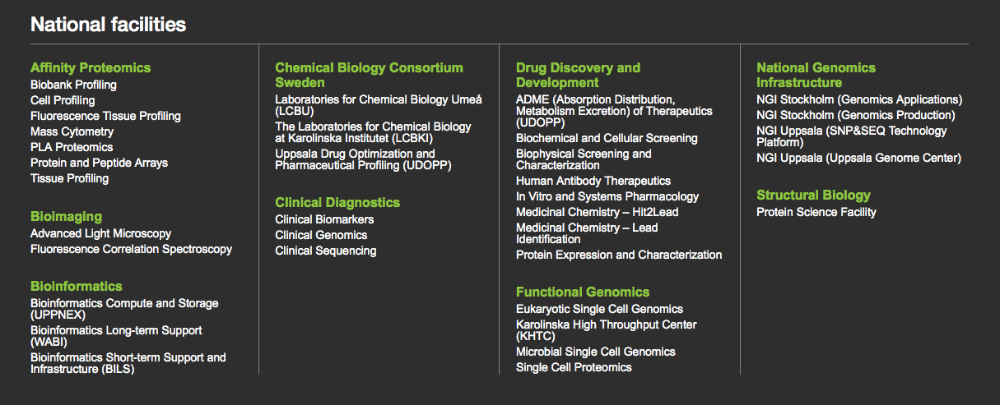 National facilities
Affinity Proteomics
Biobank Profiling
Cell Profiling
Fluorescence Tissue Profiling
Mass Cytometry
PLA Proteomics
Protein and Peptide Arrays
Tissue Profiling
Bioimaging
Advanced Light Microscopy
Fluorescence Correlation Spectroscopy
Bioinformatics
Bioinformatics Compute and Storage
(UPPNEX)
Bioinformatics Long-term Support
(WABI)
Bioinformatics Short-term Support and
Infrastructure (BILS)
Chemical Biology Consortium
Sweden
Laboratories for Chemical Biology Umeå
(LCBU)
The Laboratories for Chemical Biology
at Karolinska Institutet (LCBKI)
Uppsala Drug Optimization and
Pharmaceutical Profiling (UDOPP)
Clinical Diagnostics
Clinical Biomarkers
Clinical Genomics
Clinical Sequencing
Drug Discovery and
Development
ADME (Absorption Distribution,
Metabolism Excretion) of Therapeutics
(UDOPP)
Biochemical and Cellular Screening
Biophysical Screening and
Characterization
Human Antibody Therapeutics
In Vitro and Systems Pharmacology
Medicinal Chemistry – Hit2Lead
Medicinal Chemistry – Lead
Identification
Protein Expression and Characterization
Functional Genomics
Eukaryotic Single Cell Genomics
Karolinska High Throughput Center
(KHTC)
Microbial Single Cell Genomics
Single Cell Proteomics
National Genomics
Infrastructure
NGI Stockholm (Genomics Applications)
NGI Stockholm (Genomics Production)
NGI Uppsala (SNP&SEQ Technology
Platform)
NGI Uppsala (Uppsala Genome Center)
Structural Biology
Protein Science Facility